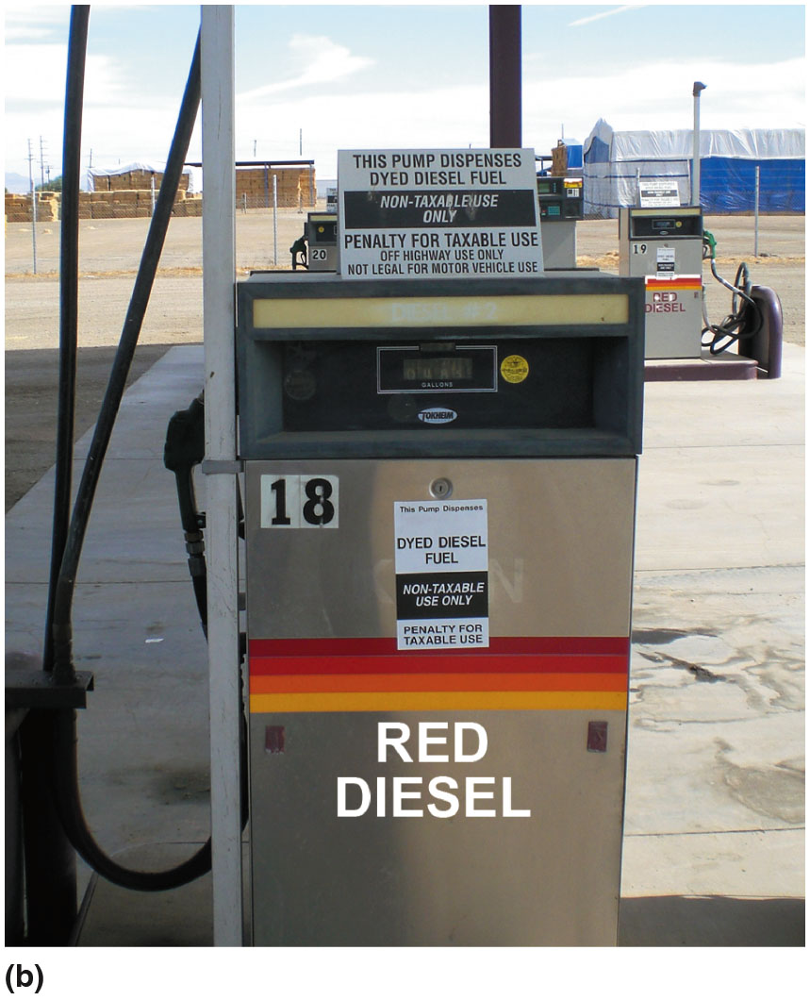 THIS PUMP DISPENSES
DYED DIESEL FUEL
NON-TAXABLE USE
ONLY
PENALTY FOR TAXABLE USE
OFF HIGHWAY USE ONLY
NOT LEGAL FOR MOTOR VEHICLE USE
20
19
RED
DIESEL
DIESEL #2
GALLONS
TOKHEIM
18
This Pump Dispenses
DYED DIESEL
FUEL
NON-TAXABLE
USE ONLY
PENALTY FOR
TAXABLE USE
RED
DIESEL
(b)